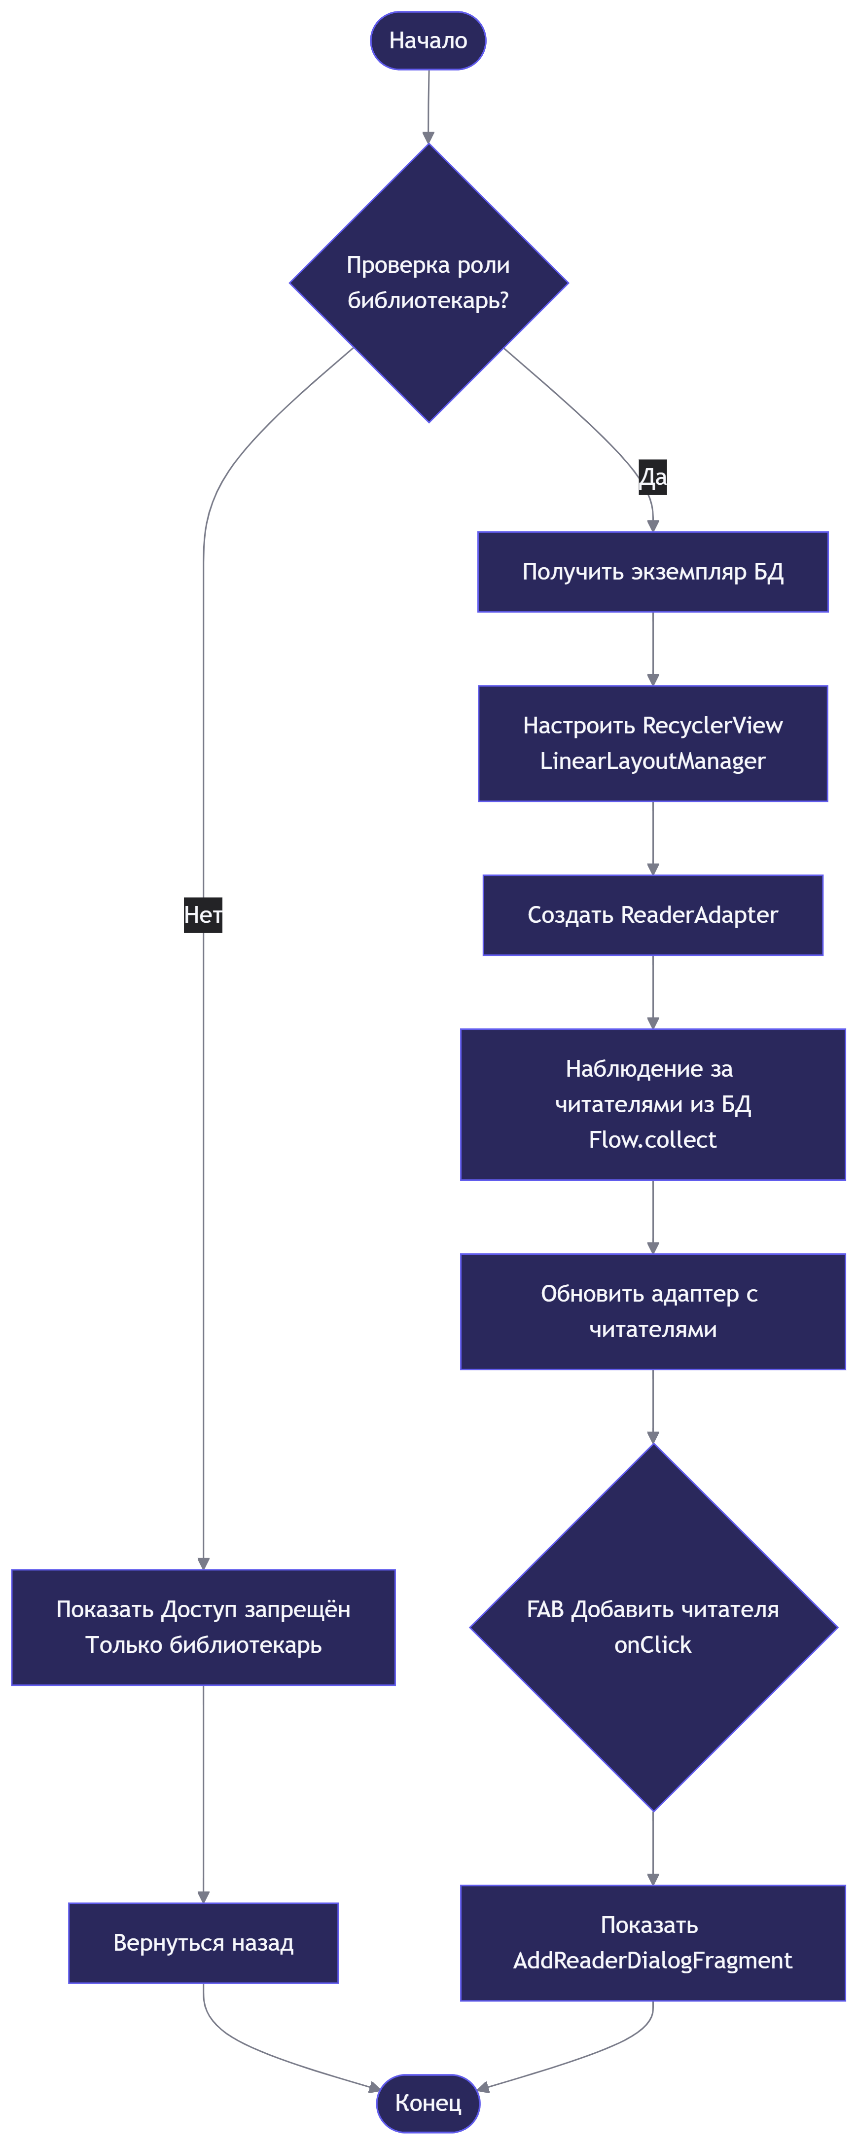 Начало
Проверка роли
библиотекарь?
Да
Получить экземпляр БД
Настроить RecyclerView
LinearLayoutManager
Нет
Создать ReaderAdapter
Наблюдение за
читателями из БД
Flow.collect
Обновить адаптер с
читателями
Показать Доступ запрещён
Только библиотекарь
FAB Добавить читателя
onClick
Вернуться назад
Показать
AddReaderDialogFragment
Конец